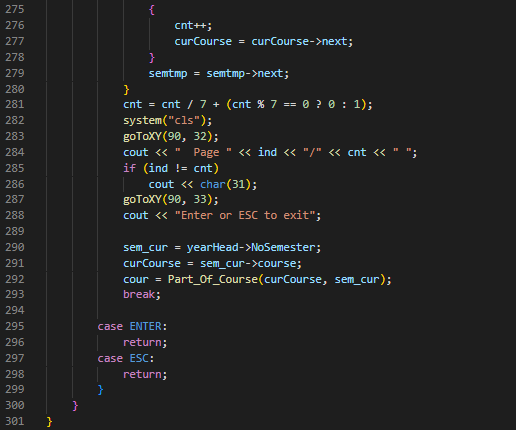 275 {
276 cnt++;
277 curCourse = curCourse->next;
278 }
279 semtmp = semtmp->next;
280 }
281 cnt = cnt / 7 + (cnt % 7 == 0 ? 0 : 1);
282 system("cls");
283 goToXY(90, 32);
284 cout << "  Page " << ind << "/" << cnt << " ";
285 if (ind != cnt)
286 cout << char(31);
287 goToXY(90, 33);
288 cout << "Enter or ESC to exit";
289
290 sem_cur = yearHead->NoSemester;
291 curCourse = sem_cur->course;
292 cour = Part_Of_Course(curCourse, sem_cur);
293 break;
294
295 case ENTER:
296 return;
297 case ESC:
298 return;
299 }
300 }
301 }